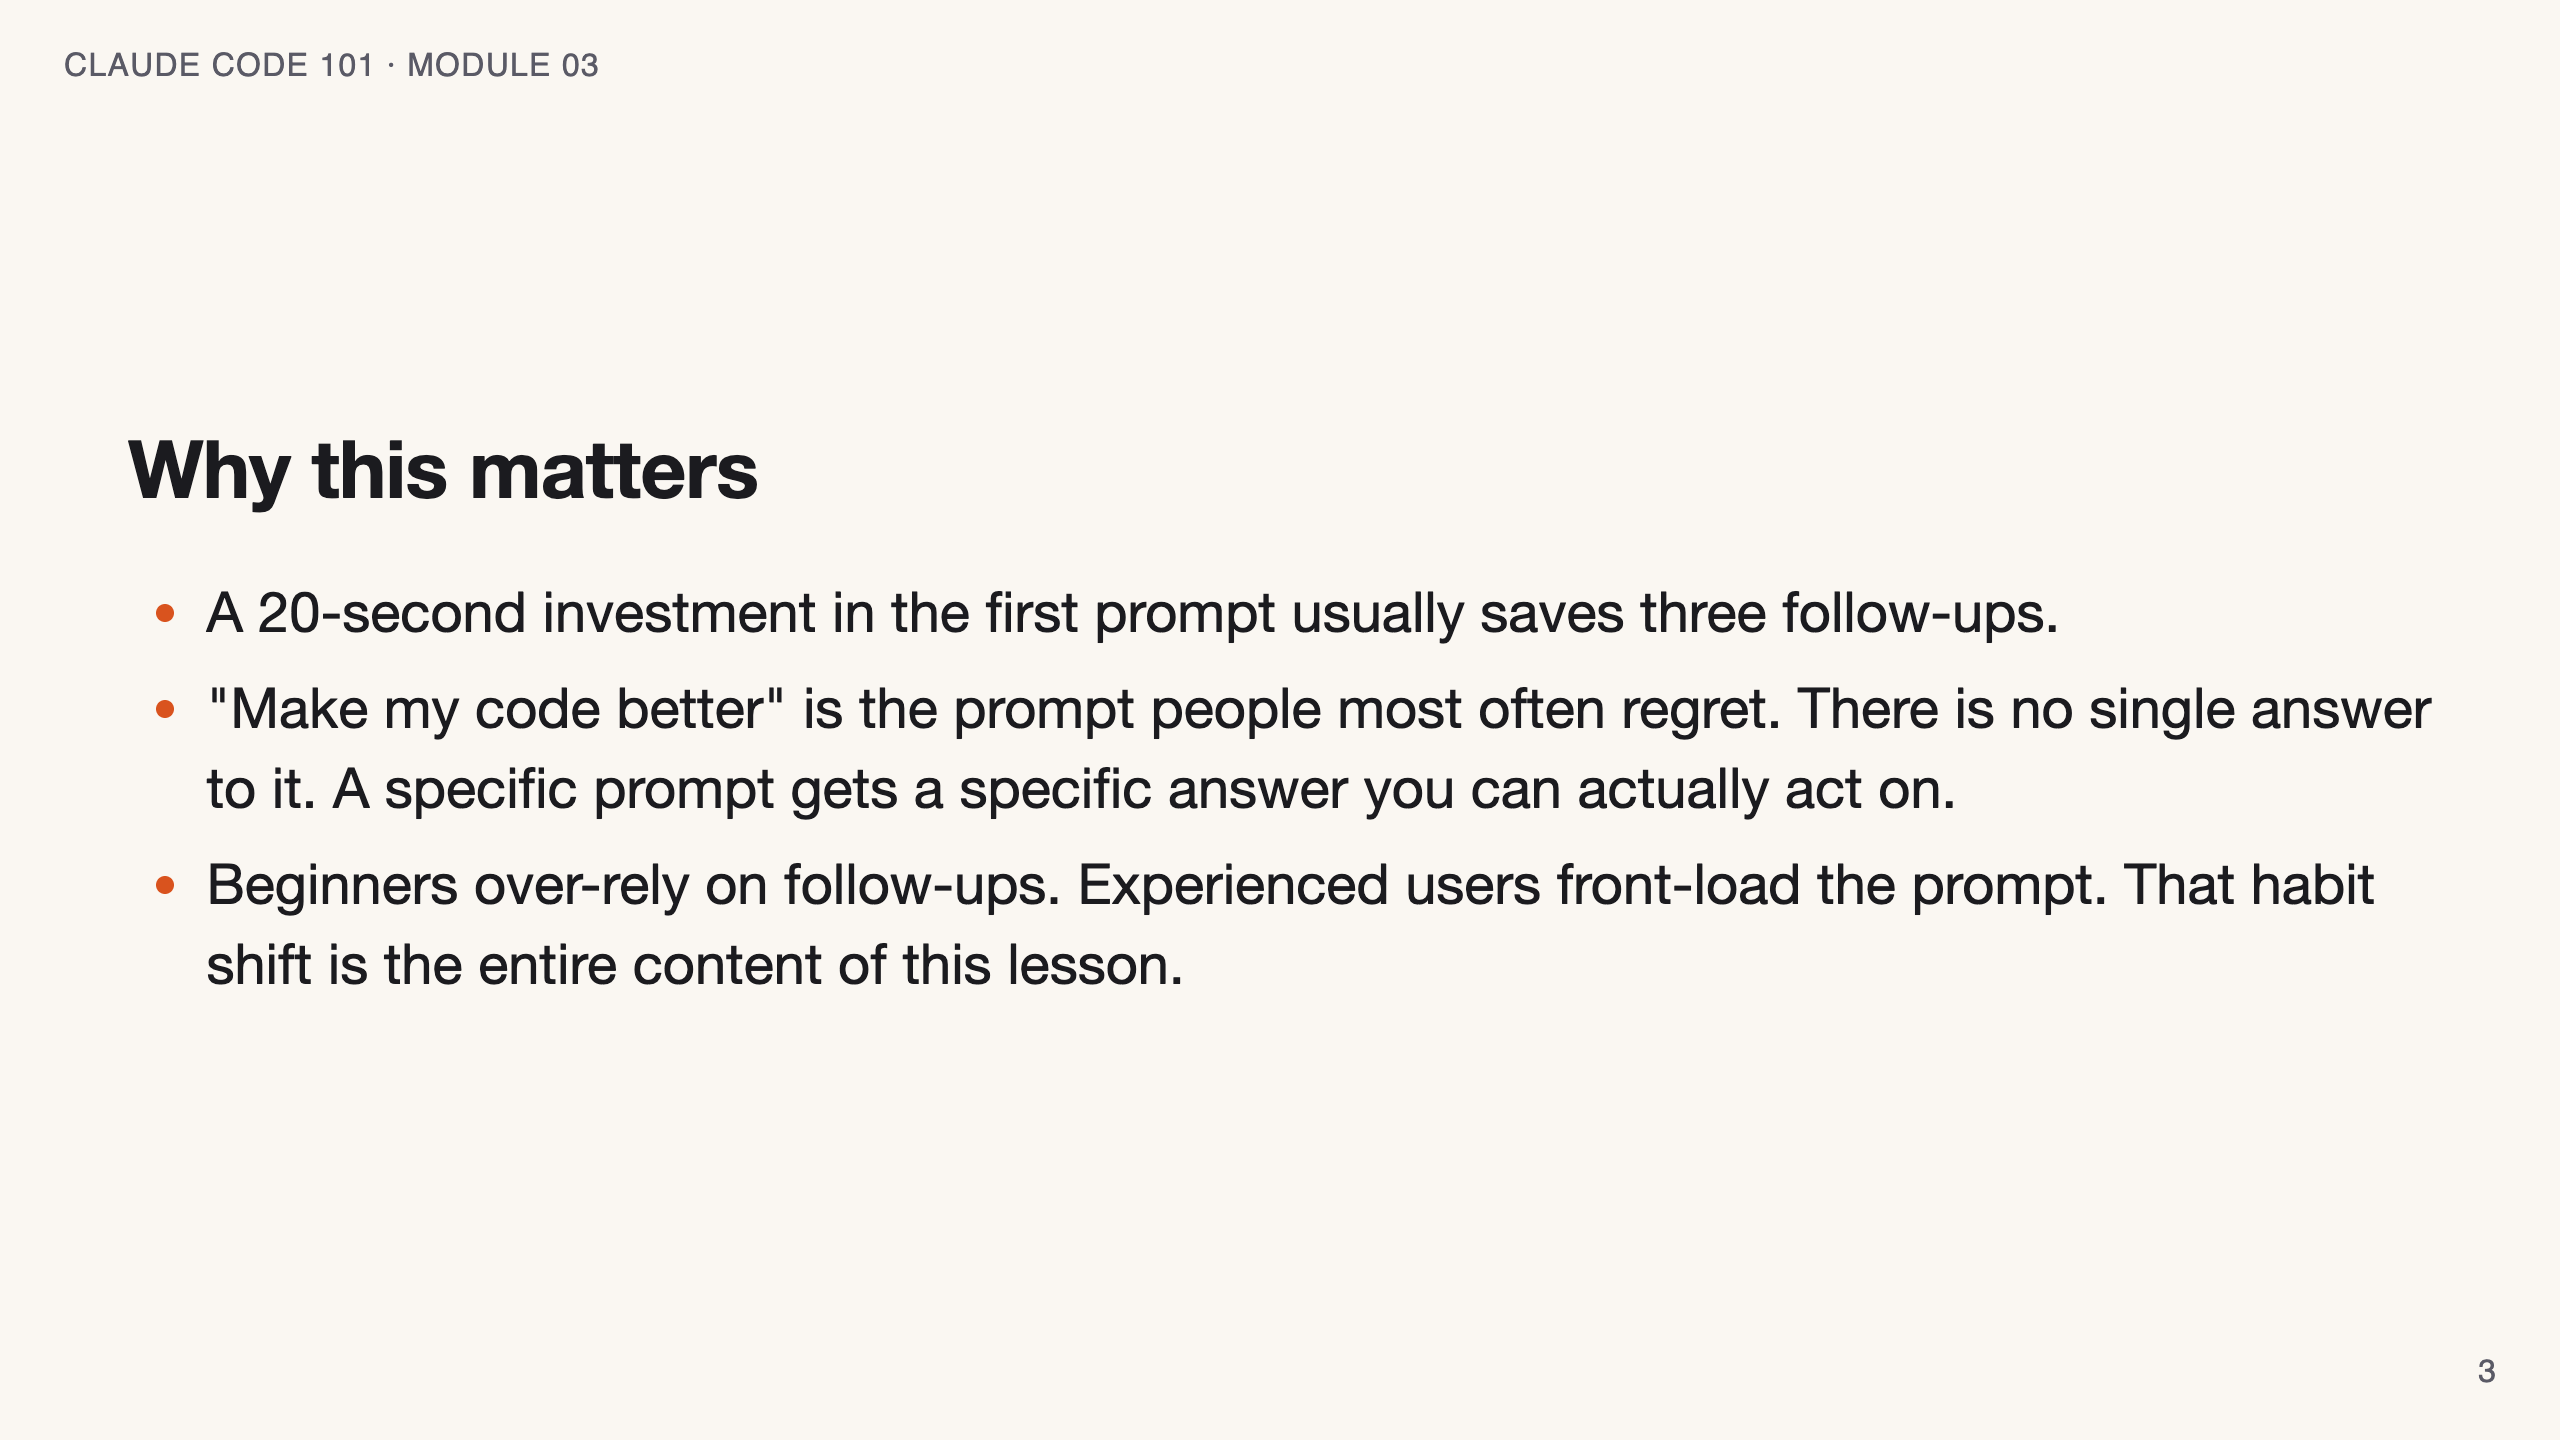 CLAUDE CODE 101 · MODULE 03
Why this matters
• A 20-second investment in the first prompt usually saves three follow-ups.
• "Make my code better" is the prompt people most often regret. There is no single answer
to it. A specific prompt gets a specific answer you can actually act on.
• Beginners over-rely on follow-ups. Experienced users front-load the prompt. That habit
shift is the entire content of this lesson.
3